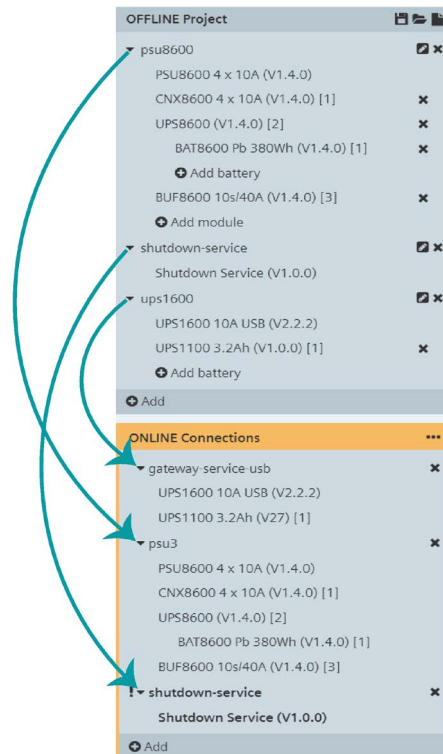 OFFLINE Project
psu8600
PSU8600 4 x 10A (V1.4.0)
CNX8600 4 x 10A (V1.4.0) [1]
UPS8600 (V1.4.0) [2]
BAT8600 Pb 380Wh (V1.4.0) [1]
Add battery
BUF8600 10s/40A (V1.4.0) [3]
Add module
shutdown-service
Shutdown Service (V1.0.0)
ups1600
UPS1600 10A USB (V2.2.2)
UPS1100 3.2Ah (V1.0.0) [1]
Add battery
Add
ONLINE Connections
gateway-service-usb
UPS1600 10A USB (V2.2.2)
UPS1100 3.2Ah (V27) [1]
psu3
PSU8600 4 x 10A (V1.4.0)
CNX8600 4 x 10A (V1.4.0) [1]
UPS8600 (V1.4.0) [2]
BAT8600 Pb 380Wh (V1.4.0) [1]
BUF8600 10s/40A (V1.4.0) [3]
! shutdown-service
Shutdown Service (V1.0.0)
Add